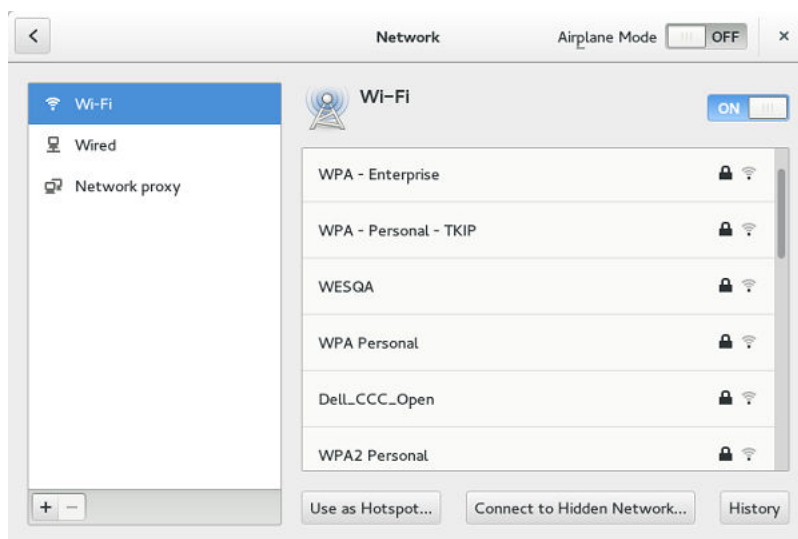 Network
Airplane Mode OFF
Wi-Fi
Wired
Network proxy
Wi-Fi
ON
WPA - Enterprise
WPA - Personal - TKIP
WESQA
WPA Personal
Dell_CCC_Open
WPA2 Personal
Use as Hotspot... Connect to Hidden Network... History